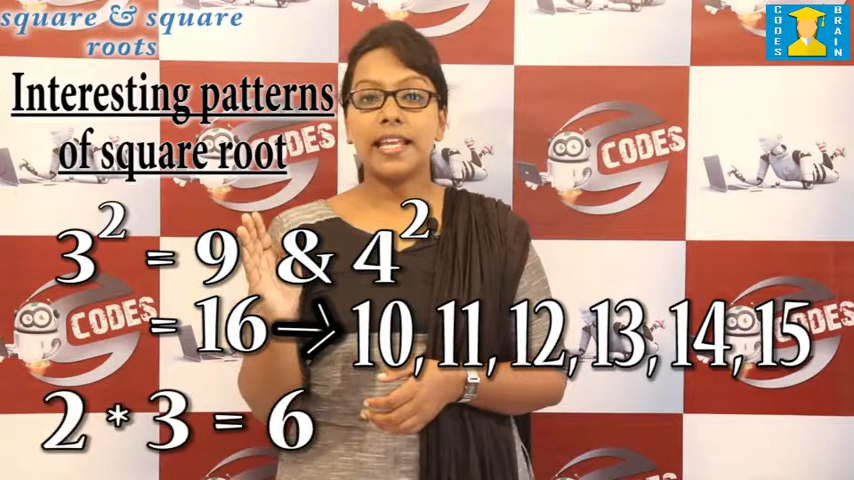 square & square
roots
CODES BRAIN
Interesting patterns
of square root
CODES
CODES
CODES
CODES
3² = 9 & 4²
= 16 → 10, 11, 12, 13, 14, 15
2 * 3 = 6